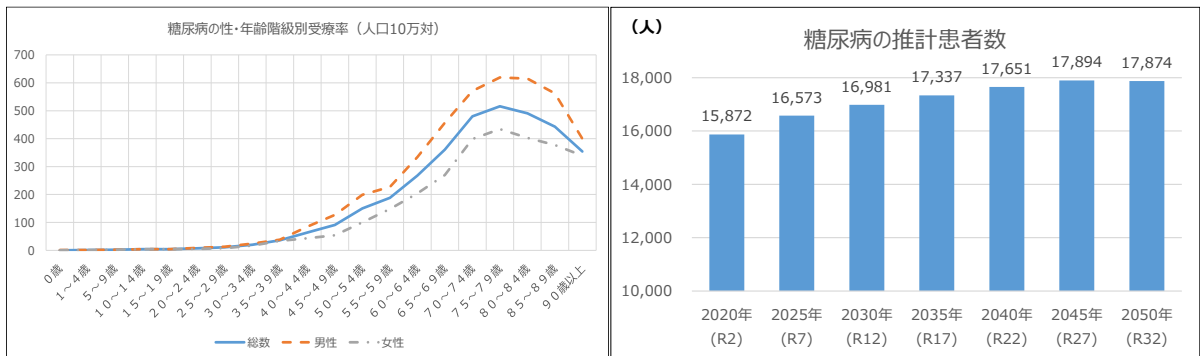 糖尿病の性・年齢階級別受療率（人口10万対）
700
600
500
400
300
200
100
0
0歳
1～4歳
5～9歳
10～14歳
15～19歳
20～24歳
25～29歳
30～34歳
35～39歳
40～44歳
45～49歳
50～54歳
55～59歳
60～64歳
65～69歳
70～74歳
75～79歳
80～84歳
85～89歳
90歳以上
総数 男性 女性
（人）
糖尿病の推計患者数
18,000
16,000
14,000
12,000
10,000
15,872
16,573
16,981
17,337
17,651
17,894
17,874
2020年 2025年 2030年 2035年 2040年 2045年 2050年
(R2) (R7) (R12) (R17) (R22) (R27) (R32)